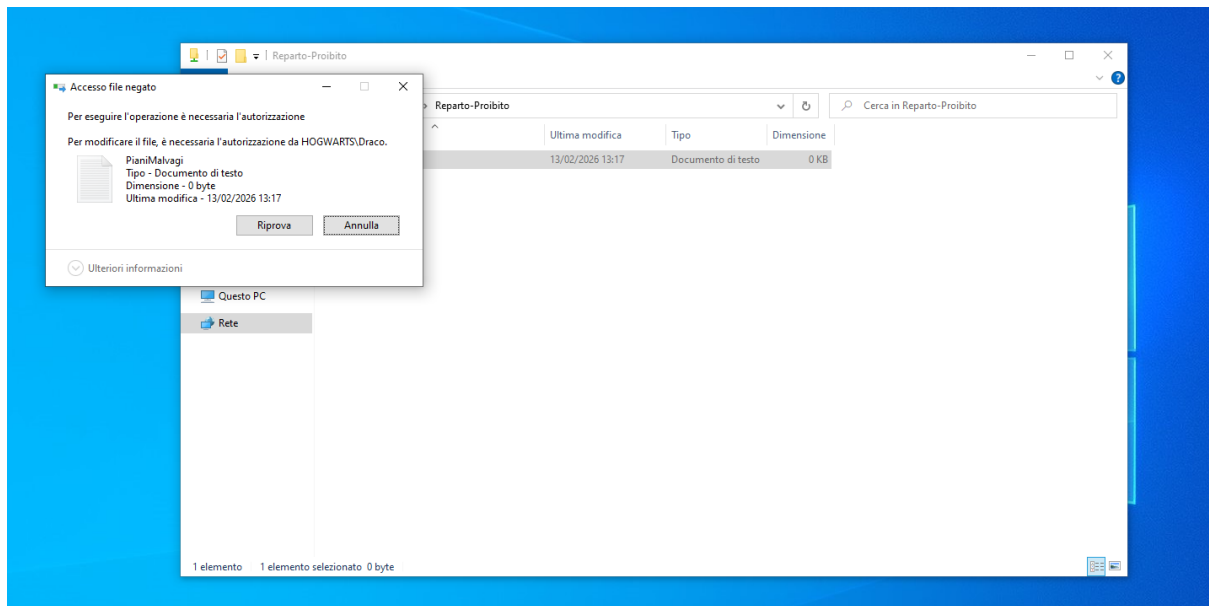 Reparto-Proibito
Accesso file negato
Per eseguire l'operazione è necessaria l'autorizzazione
Per modificare il file, è necessaria l'autorizzazione da HOGWARTS\Draco.
PianiMalvagi
Tipo - Documento di testo
Dimensione - 0 byte
Ultima modifica - 13/02/2026 13:17
Riprova Annulla
Ulteriori informazioni
Reparto-Proibito Cerca in Reparto-Proibito
Ultima modifica Tipo Dimensione
13/02/2026 13:17 Documento di testo 0 KB
Questo PC
Rete
1 elemento 1 elemento selezionato 0 byte